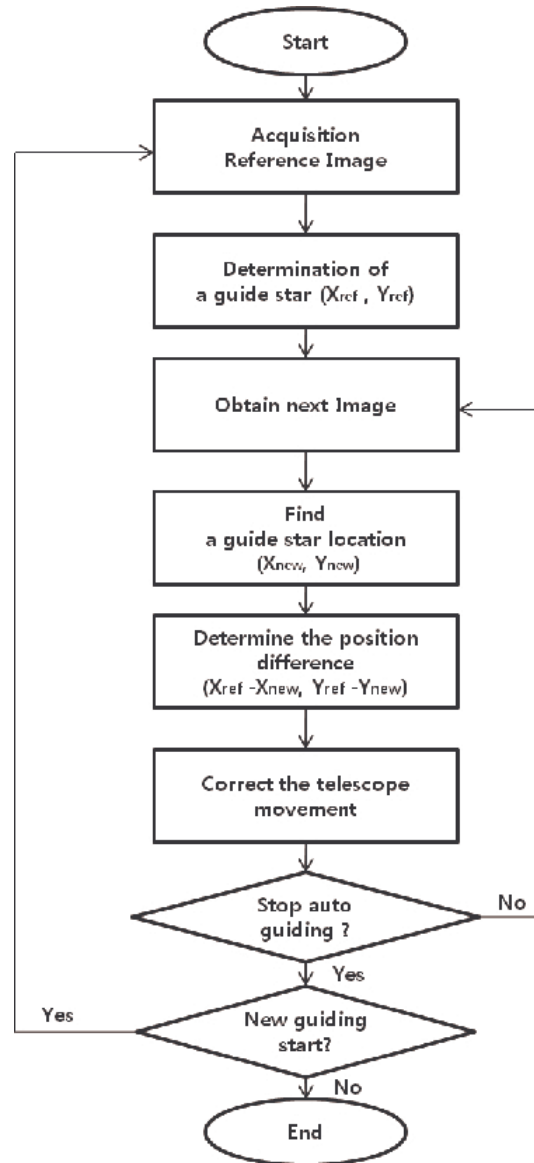 Start
Acquisition
Reference Image
Determination of
a guide star (Xref , Yref)
Obtain next Image
Find
a guide star location
(Xnew, Ynew)
Determine the position
difference
(Xref -Xnew, Yref -Ynew)
Correct the telescope
movement
Stop auto
guiding ?
No
Yes
New guiding
start?
Yes
No
End